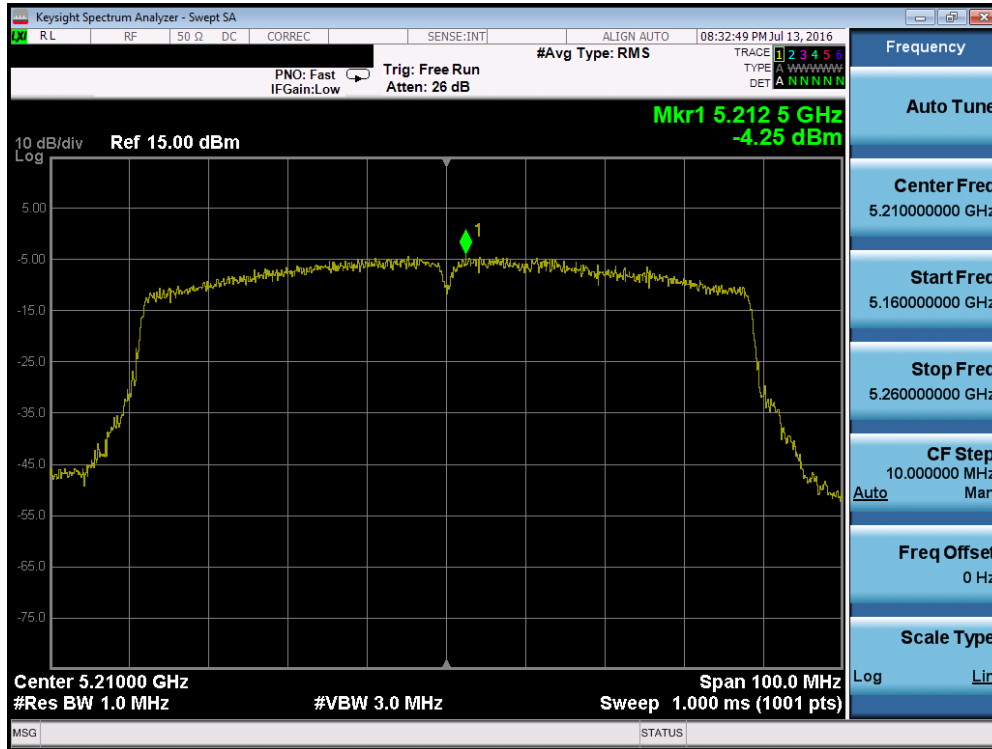 Keysight Spectrum Analyzer - Swept SA
LXI RL RF 50 Ω DC CORREC SENSE:INT ALIGN AUTO 08:32:49 PM Jul 13, 2016
#Avg Type: RMS
TRACE 1 2 3 4 5 6
PNO: Fast Trig: Free Run
TYPE A WWWWW
IFGain:Low Atten: 26 dB
DET A N N N N N
Mkr1 5.212 5 GHz
-4.25 dBm
10 dB/div Ref 15.00 dBm
Log
1
5.00
-5.00
-15.0
-25.0
-35.0
-45.0
-55.0
-65.0
-75.0
Center 5.21000 GHz Span 100.0 MHz
#Res BW 1.0 MHz #VBW 3.0 MHz Sweep 1.000 ms (1001 pts)
MSG STATUS
Frequency
Auto Tune
Center Freq
5.210000000 GHz
Start Freq
5.160000000 GHz
Stop Freq
5.260000000 GHz
CF Step
10.000000 MHz
Auto Man
Freq Offset
0 Hz
Scale Type
Log Lin